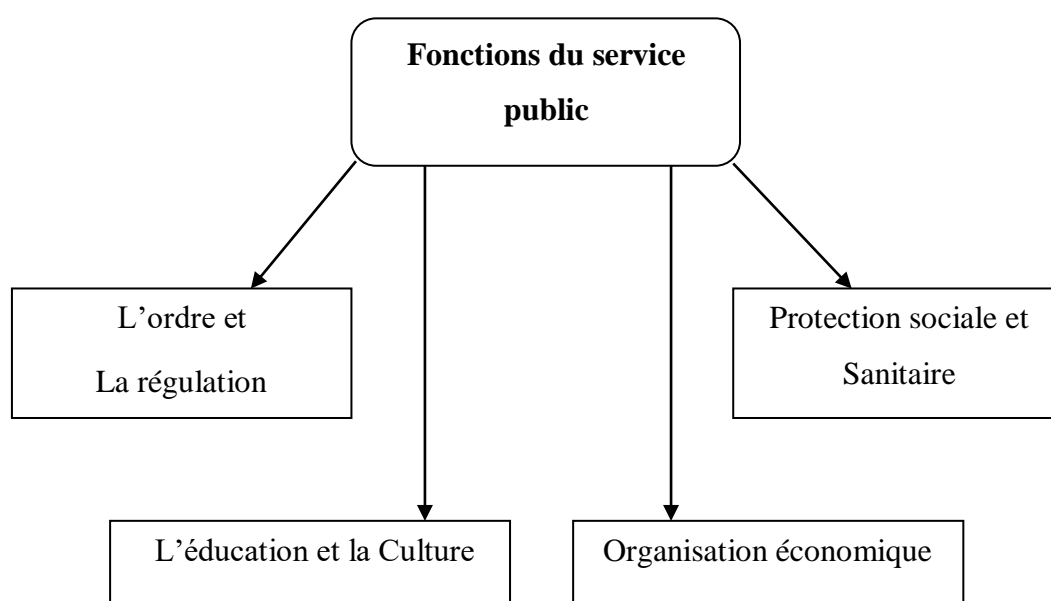 Fonctions du service
public
L’ordre et
La régulation
Protection sociale et
Sanitaire
L’éducation et la Culture
Organisation économique